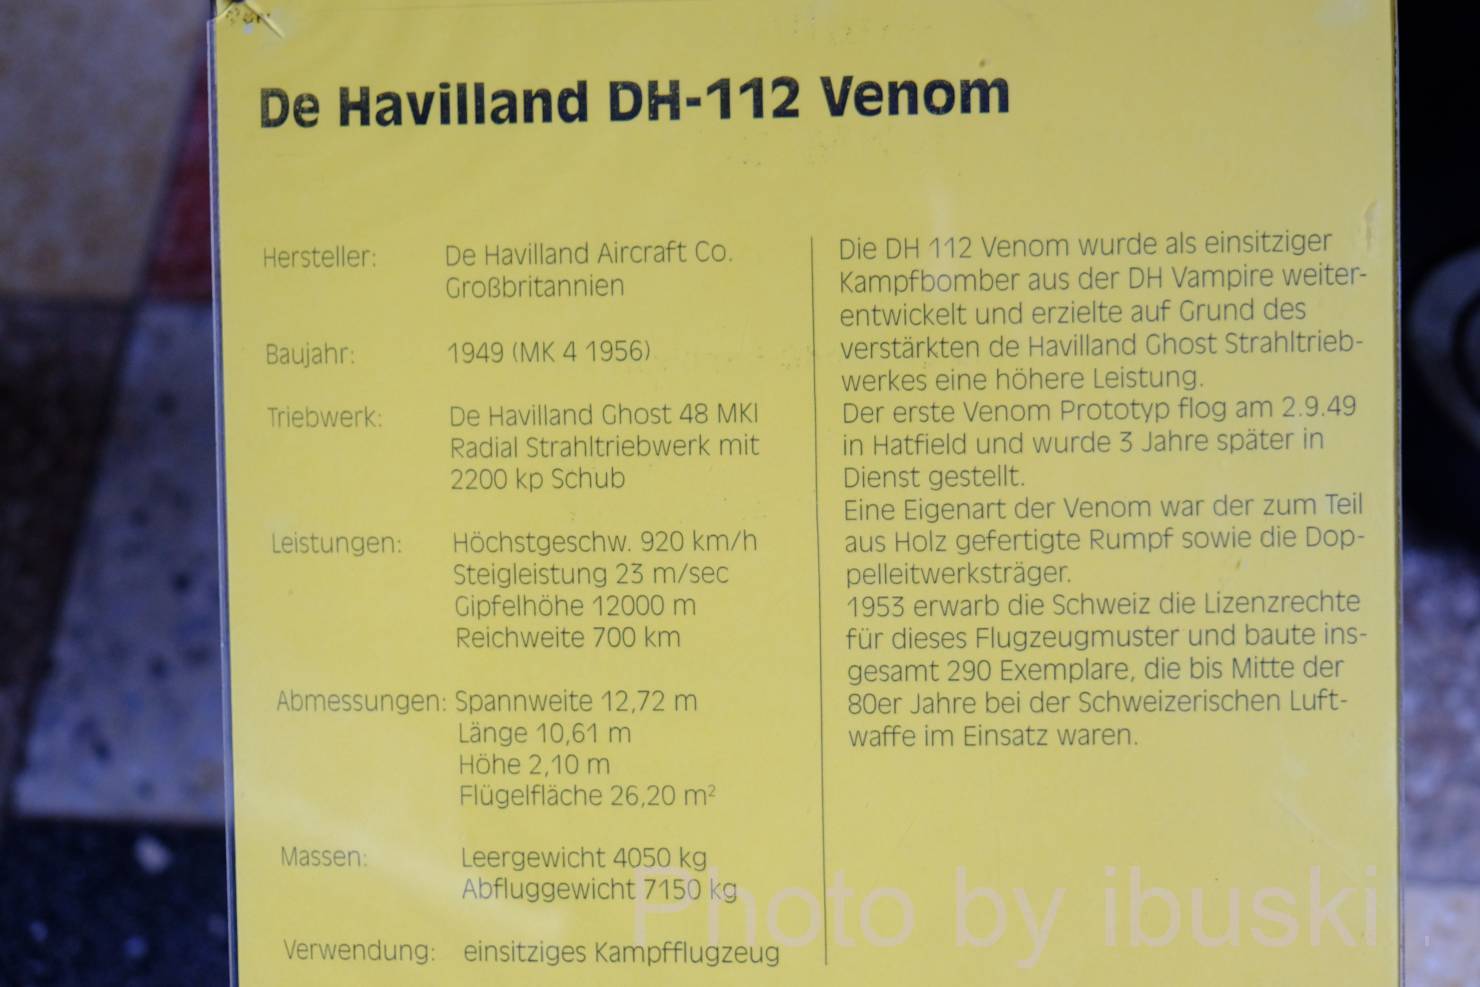 De Havilland DH-112 Venom
Hersteller: De Havilland Aircraft Co.
Großbritannien
Baujahr: 1949 (MK 4 1956)
Triebwerk: De Havilland Ghost 48 MKI
Radial Strahltriebwerk mit
2200 kp Schub
Leistungen: Höchstgeschw. 920 km/h
Steigleistung 23 m/sec
Gipfelhöhe 12000 m
Reichweite 700 km
Abmessungen: Spannweite 12,72 m
Länge 10,61 m
Höhe 2,10 m
Flügelfläche 26,20 m²
Massen: Leergewicht 4050 kg
Abfluggewicht 7150 kg
Verwendung: einsitziges Kampfflugzeug
Die DH 112 Venom wurde als einsitziger
Kampfbomber aus der DH Vampire weiter-
entwickelt und erzielte auf Grund des
verstärkten de Havilland Ghost Strahltrieb-
werkes eine höhere Leistung.
Der erste Venom Prototyp flog am 2.9.49
in Hatfield und wurde 3 Jahre später in
Dienst gestellt.
Eine Eigenart der Venom war der zum Teil
aus Holz gefertigte Rumpf sowie die Dop-
pelleitwerksträger.
1953 erwarb die Schweiz die Lizenzrechte
für dieses Flugzeugmuster und baute ins-
gesamt 290 Exemplare, die bis Mitte der
80er Jahre bei der Schweizerischen Luft-
waffe im Einsatz waren.
Photo by ibuski